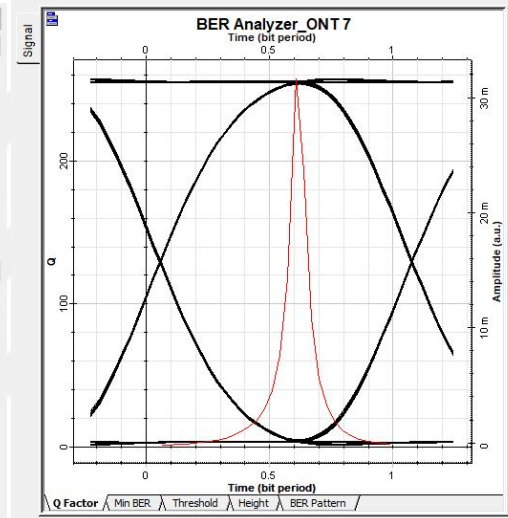 Signal
BER Analyzer_ONT 7
Time (bit period)
0 0.5 1
200
100
0
Q
30 m
20 m
10 m
0
Amplitude (a.u.)
0 0.5 1
Time (bit period)
Q Factor Min BER Threshold Height BER Pattern